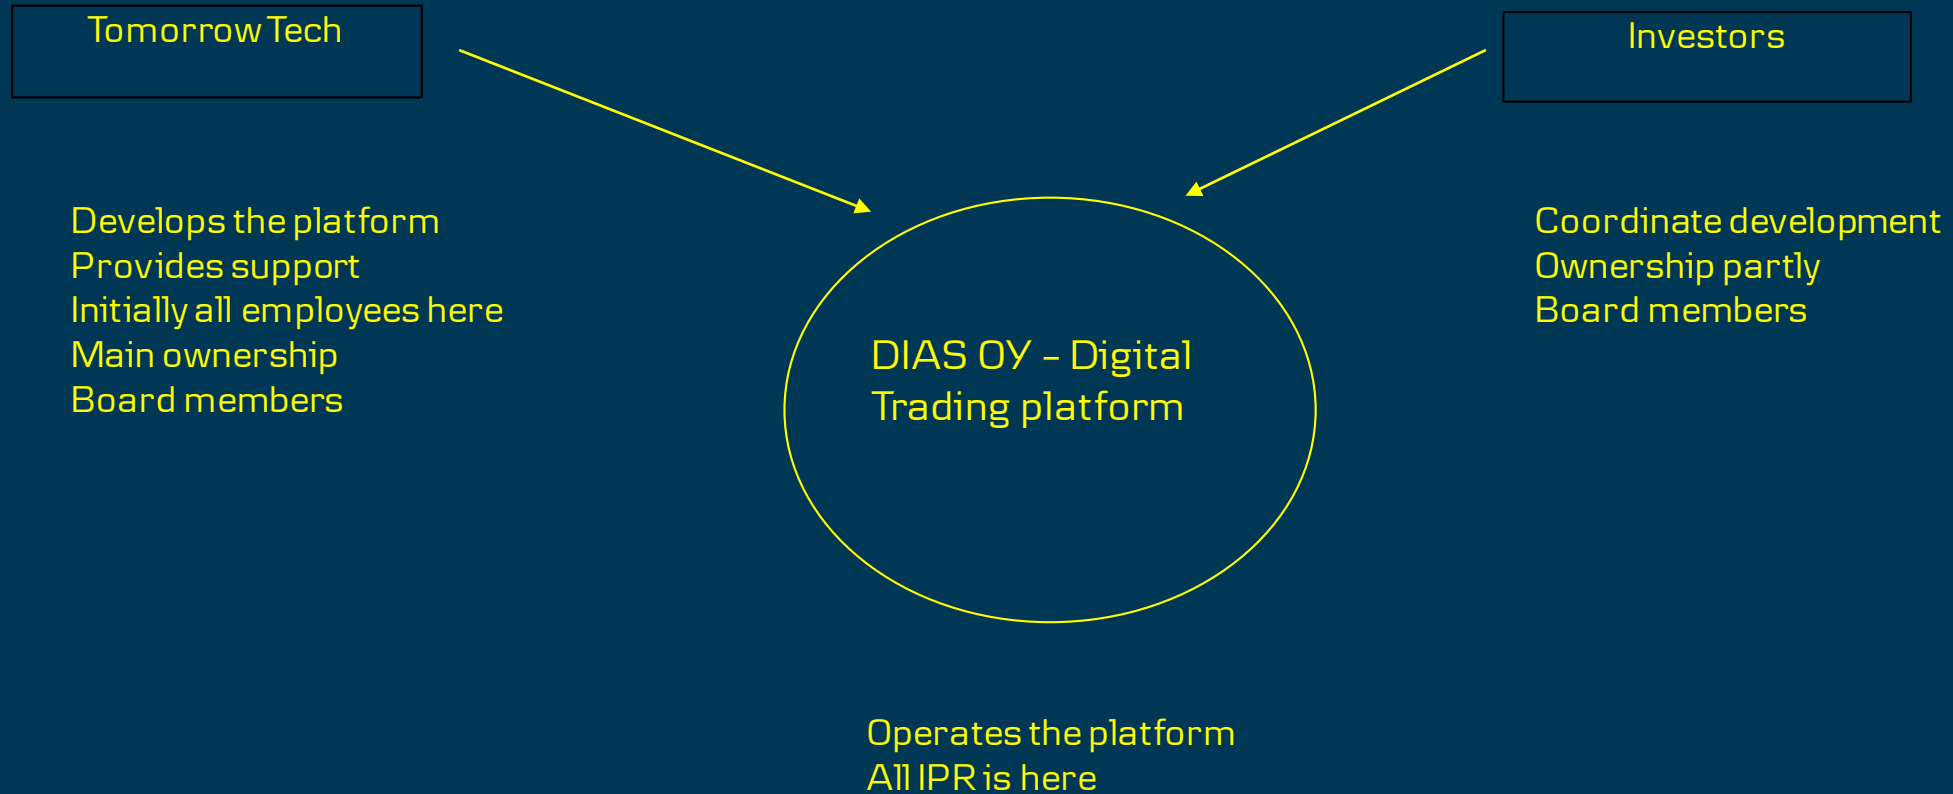 Tomorrow Tech
Investors
Develops the platform
Provides support
Initially all employees here
Main ownership
Board members
Coordinate development
Ownership partly
Board members
DIAS OY – Digital
Trading platform
Operates the platform
All IPR is here